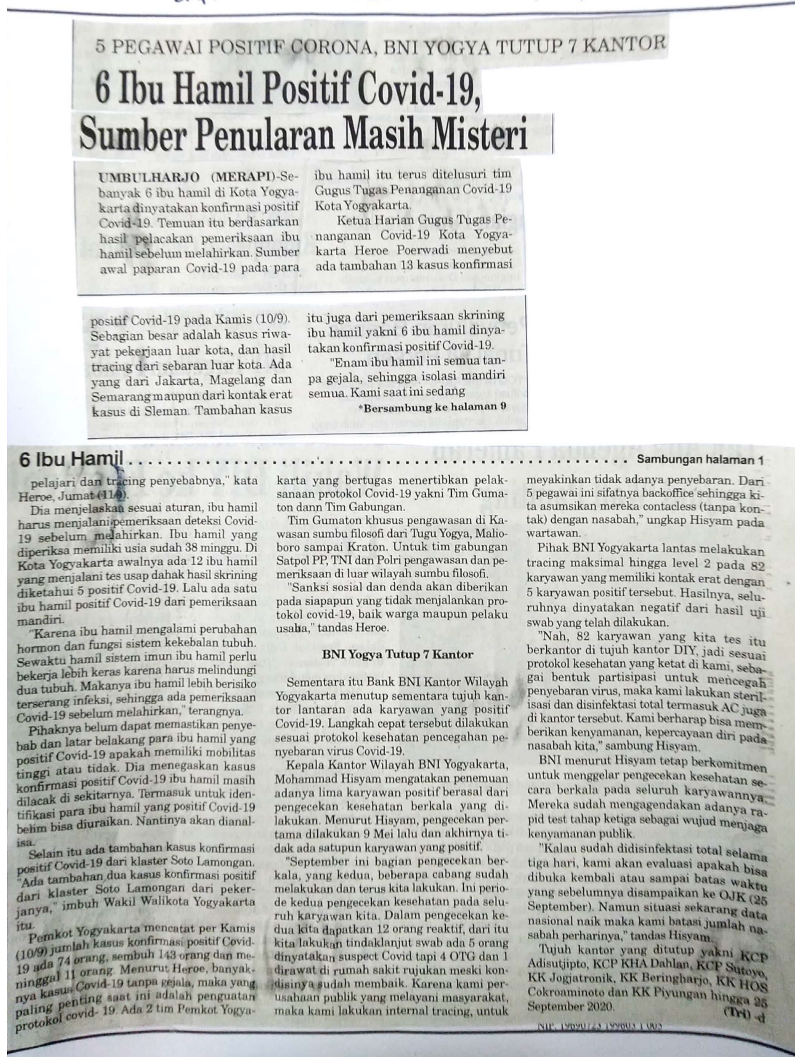 5 PEGAWAI POSITIF CORONA, BNI YOGYA TUTUP 7 KANTOR
6 Ibu Hamil Positif Covid-19,
Sumber Penularan Masih Misteri
UMBULHARJO (MERAPI)-Se-
banyak 6 ibu hamil di Kota Yogya-
karta dinyatakan konfirmasi positif
Covid-19. Temuan itu berdasarkan
hasil pelacakan pemeriksaan ibu
hamil sebelum melahirkan. Sumber
awal paparan Covid-19 pada para
ibu hamil itu terus ditelusuri tim
Gugus Tugas Penanganan Covid-19
Kota Yogyakarta.
Ketua Harian Gugus Tugas Pe-
nanganan Covid-19 Kota Yogya-
karta Heroe Poerwadi menyebut
ada tambahan 13 kasus konfirmasi
positif Covid-19 pada Kamis (10/9).
Sebagian besar adalah kasus riwa-
yat pekerjaan luar kota, dan hasil
tracing dari sebaran luar kota. Ada
yang dari Jakarta, Magelang dan
Semarang maupun dari kontak erat
kasus di Sleman. Tambahan kasus
itu juga dari pemeriksaan skrining
ibu hamil yakni 6 ibu hamil dinya-
takan konfirmasi positif Covid-19.
"Enam ibu hamil ini semua tan-
pa gejala, sehingga isolasi mandiri
semua. Kami saat ini sedang
*Bersambung ke halaman 9
6 Ibu Hamil
Sambungan halaman 1
pelajari dan tracing penyebabnya," kata
Heroe, Jumat (11/9).
Dia menjelaskan sesuai aturan, ibu hamil
harus menjalani pemeriksaan deteksi Covid-
19 sebelum melahirkan. Ibu hamil yang
diperiksa memiliki usia sudah 38 minggu. Di
Kota Yogyakarta awalnya ada 12 ibu hamil
yang menjalani tes usap dahak hasil skrining
diketahui 5 positif Covid-19. Lalu ada satu
ibu hamil positif Covid-19 dari pemeriksaan
mandiri.
"Karena ibu hamil mengalami perubahan
hormon dan fungsi sistem kekebalan tubuh.
Sewaktu hamil sistem imun ibu hamil perlu
bekerja lebih keras karena harus melindungi
dua tubuh. Makanya ibu hamil lebih berisiko
terserang infeksi, sehingga ada pemeriksaan
Covid-19 sebelum melahirkan," terangnya.
Pihaknya belum dapat memastikan penye-
bab dan latar belakang para ibu hamil yang
positif Covid-19 apakah memiliki mobilitas
tinggi atau tidak. Dia menegaskan kasus
konfirmasi positif Covid-19 ibu hamil masih
dilacak di sekitarnya. Termasuk untuk iden-
tifikasi para ibu hamil yang positif Covid-19
belim bisa diuraikan. Nantinya akan dianal-
isa.
Selain itu ada tambahan kasus konfirmasi
positif Covid-19 dari klaster Soto Lamongan.
"Ada tambahan dua kasus konfirmasi positif
dari klaster Soto Lamongan dari peker-
janya," imbuh Wakil Walikota Yogyakarta
itu.
Pemkot Yogyakarta mencatat per Kamis
(10/9) jumlah kasus konfirmasi positif Covid-
19 ada 74 orang, sembuh 143 orang dan me-
ninggal 11 orang. Menurut Heroe, banyak-
nya kasus Covid-19 tanpa gejala, maka yang
paling penting saat ini adalah penguatan
protokol covid- 19. Ada 2 tim Pemkot Yogya-
karta yang bertugas menertibkan pelak-
sanaan protokol Covid-19 yakni Tim Guma-
ton dann Tim Gabungan.
Tim Gumaton khusus pengawasan di Ka-
wasan sumbu filosofi dari Tugu Yogya, Malio-
boro sampai Kraton. Untuk tim gabungan
Satpol PP, TNI dan Polri pengawasan dan pe-
meriksaan di luar wilayah sumbu filosofi.
"Sanksi sosial dan denda akan diberikan
pada siapapun yang tidak menjalankan pro-
tokol covid-19, baik warga maupun pelaku
usaha," tandas Heroe.
BNI Yogya Tutup 7 Kantor
Sementara itu Bank BNI Kantor Wilayah
Yogyakarta menutup sementara tujuh kan-
tor lantaran ada karyawan yang positif
Covid-19. Langkah cepat tersebut dilakukan
sesuai protokol kesehatan pencegahan pe-
nyebaran virus Covid-19.
Kepala Kantor Wilayah BNI Yogyakarta,
Mohammad Hisyam mengatakan penemuan
adanya lima karyawan positif berasal dari
pengecekan kesehatan berkala yang di-
lakukan. Menurut Hisyam, pengecekan per-
tama dilakukan 9 Mei lalu dan akhirnya ti-
dak ada satupun karyawan yang positif.
"September ini bagian pengecekan ber-
kala, yang kedua, beberapa cabang sudah
melakukan dan terus kita lakukan. Ini perio-
de kedua pengecekan kesehatan pada selu-
ruh karyawan kita. Dalam pengecekan ke-
dua kita dapatkan 12 orang reaktif, dari itu
kita lakukan tindaklanjut swab ada 5 orang
dinyatakan suspect Covid tapi 4 OTG dan 1
dirawat di rumah sakit rujukan meski kon-
disinya sudah membaik. Karena kami per-
usahaan publik yang melayani masyarakat,
maka kami lakukan internal tracing, untuk
meyakinkan tidak adanya penyebaran. Dari
5 pegawai ini sifatnya backoffice sehingga ki-
ta asumsikan mereka contacless (tanpa kon-
tak) dengan nasabah," ungkap Hisyam pada
wartawan.
Pihak BNI Yogyakarta lantas melakukan
tracing maksimal hingga level 2 pada 82
karyawan yang memiliki kontak erat dengan
5 karyawan positif tersebut. Hasilnya, selu-
ruhnya dinyatakan negatif dari hasil uji
swab yang telah dilakukan.
"Nah, 82 karyawan yang kita tes itu
berkantor di tujuh kantor DIY, jadi sesuai
protokol kesehatan yang ketat di kami, seba-
gai bentuk partisipasi untuk mencegah
penyebaran virus, maka kami lakukan steril-
isasi dan disinfektasi total termasuk AC juga
di kantor tersebut. Kami berharap bisa mem-
berikan kenyamanan, kepercayaan diri pada
nasabah kita," sambung Hisyam.
BNI menurut Hisyam tetap berkomitmen
untuk menggelar pengecekan kesehatan se-
cara berkala pada seluruh karyawannya.
Mereka sudah mengagendakan adanya ra-
pid test tahap ketiga sebagai wujud menjaga
kenyamanan publik.
"Kalau sudah didisinfektasi total selama
tiga hari, kami akan evaluasi apakah bisa
dibuka kembali atau sampai batas waktu
yang sebelumnya disampaikan ke OJK (25
September). Namun situasi sekarang data
nasional naik maka kami batasi jumlah na-
sabah perharinya," tandas Hisyam.
Tujuh kantor yang ditutup yakni KCP
Adisutjipto, KCP KHA Dahlan, KCP Sutoyo,
KK Jogjatronik, KK Beringharjo, KK HOS
Cokroaminoto dan KK Piyungan hingga 25
September 2020.
(Tri) -d